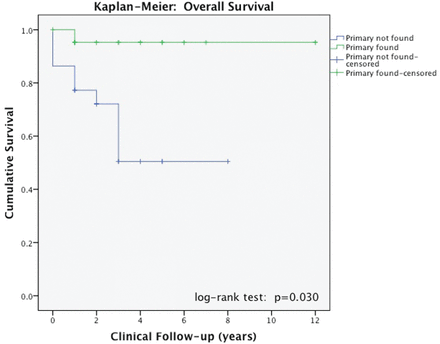 Kaplan-Meier: Overall Survival
Cumulative Survival
1.0
0.8
0.6
0.4
0.2
0.0
0 2 4 6 8 10 12
Clinical Follow-up (years)
log-rank test: p=0.030
Primary not found
Primary found
Primary not found-
censored
Primary found-censored